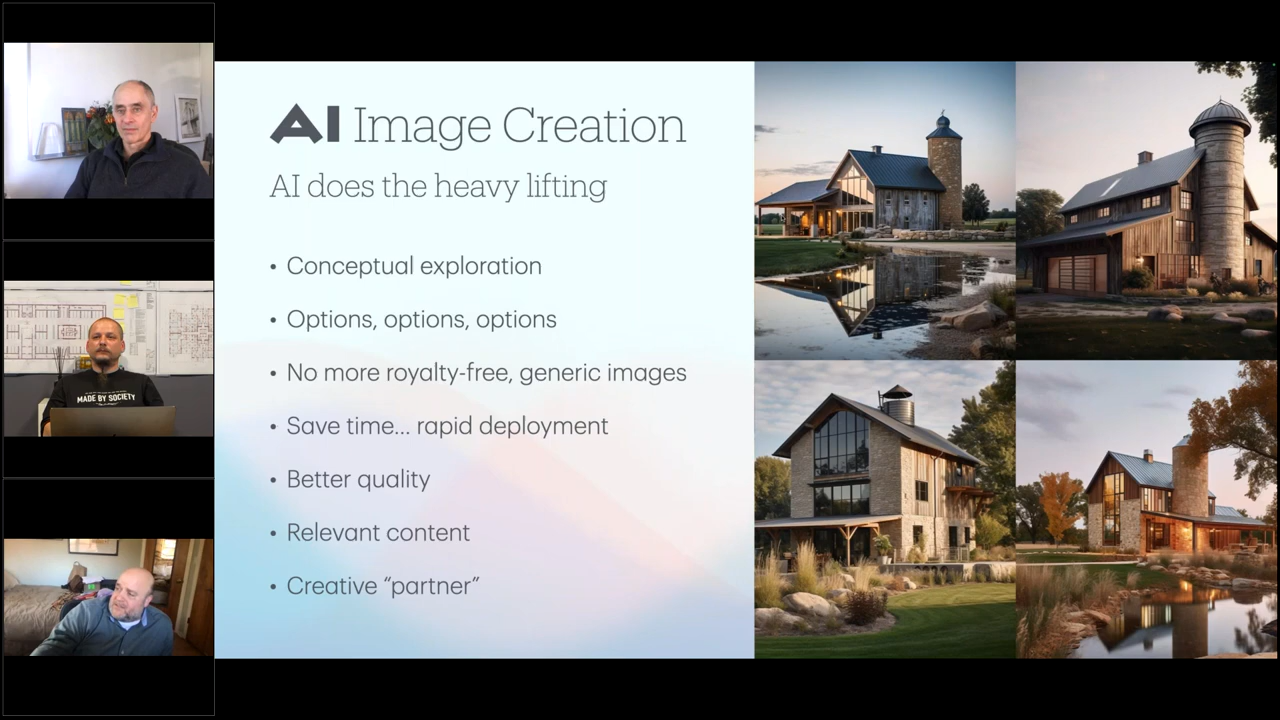 AI Image Creation
AI does the heavy lifting
• Conceptual exploration
• Options, options, options
• No more royalty-free, generic images
• Save time... rapid deployment
• Better quality
• Relevant content
• Creative “partner”
MADE BY SOCIETY